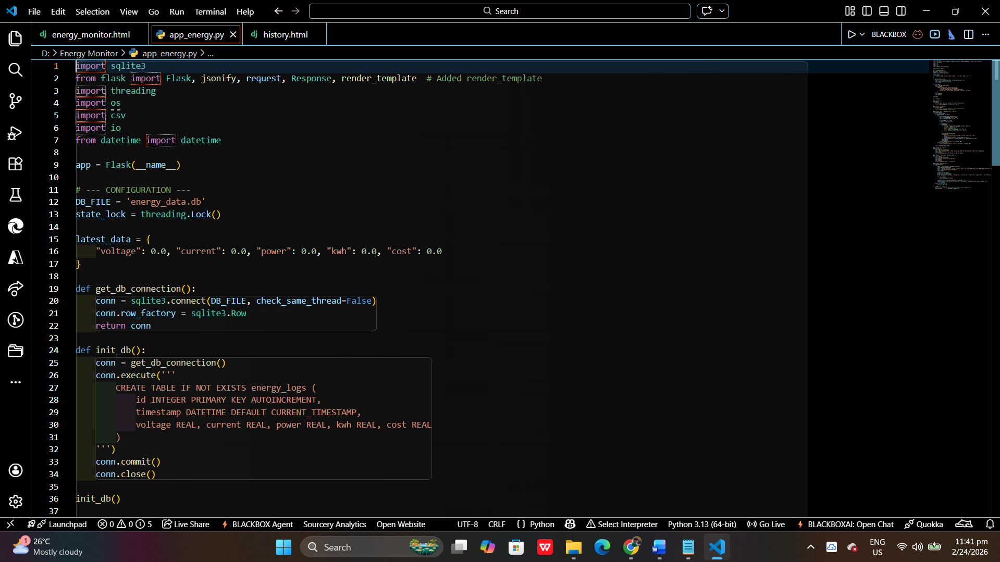 File Edit Selection View Go Run Terminal Help
Search
energy_monitor.html
app_energy.py
history.html
BLACKBOX
D: > Energy Monitor > app_energy.py > ...
1 import sqlite3
2 from flask import Flask, jsonify, request, Response, render_template # Added render_template
3 import threading
4 import os
5 import csv
6 import io
7 from datetime import datetime
8
9 app = Flask(__name__)
10
11 # --- CONFIGURATION ---
12 DB_FILE = 'energy_data.db'
13 state_lock = threading.Lock()
14
15 latest_data = {
16 "voltage": 0.0, "current": 0.0, "power": 0.0, "kwh": 0.0, "cost": 0.0
17 }
18
19 def get_db_connection():
20 conn = sqlite3.connect(DB_FILE, check_same_thread=False)
21 conn.row_factory = sqlite3.Row
22 return conn
23
24 def init_db():
25 conn = get_db_connection()
26 conn.execute('''
27 CREATE TABLE IF NOT EXISTS energy_logs (
28 id INTEGER PRIMARY KEY AUTOINCREMENT,
29 timestamp DATETIME DEFAULT CURRENT_TIMESTAMP,
30 voltage REAL, current REAL, power REAL, kwh REAL, cost REAL
31 )
32 ''')
33 conn.commit()
34 conn.close()
35
36 init_db()
37
Launchpad 0 0 5 Live Share BLACKBOX Agent Sourcery Analytics Open Website UTF-8 CRLF {} Python Select Interpreter Python 3.13 (64-bit) Go Live BLACKBOXAI: Open Chat Quokka
1
26°C
Mostly cloudy
Search
ENG
US
11:41 pm
2/24/2026